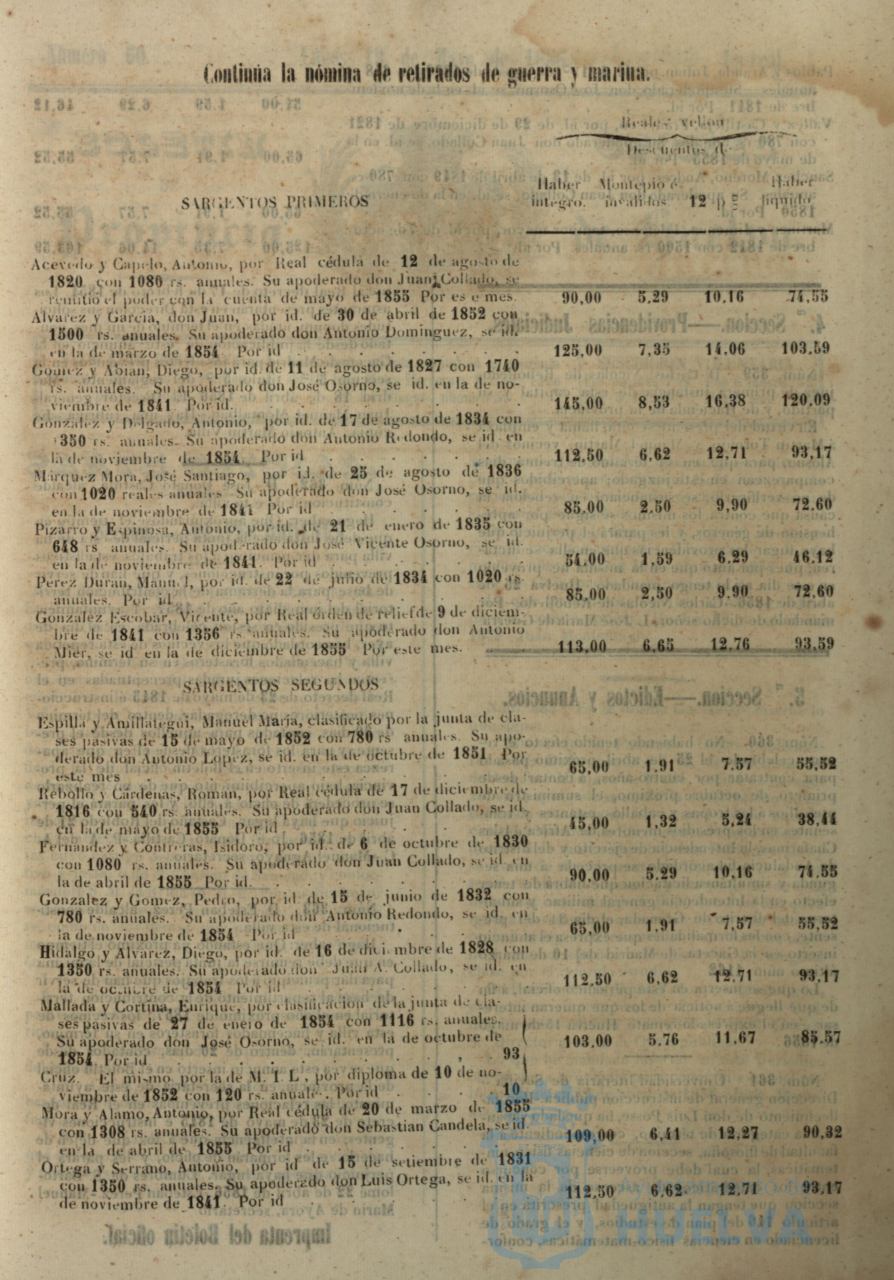 Continúa la nómina de retirados de guerra y marina.
Reales vellon
Descuentos de
Haber Montepio é Haber
integro. inválidos 12 p líquido
SARGENTOS PRIMEROS
Acevedo y Capelo, Antonio, por Real cédula de 12 de agosto de
1820 con 1080 rs. anuales. Su apoderado don Juan Collado, se
remitió el poder con la cuenta de mayo de 1855 Por es e mes. 90,00 5,29 10,16 74,55
Alvarez y Garcia, don Juan, por id. de 30 de abril de 1852 con
1500 rs. anuales. Su apoderado don Antonio Dominguez, se id.
en la de marzo de 1854 Por id . . . . . . . 125,00 7,35 14,06 103,59
Gomez y Abian, Diego, por id. de 11 de agosto de 1827 con 1740
rs. anuales. Su apoderado don José Osorno, se id. en la de no-
viembre de 1841 Por id. . . . . . . . 145,00 8,53 16,38 120,09
Gonzalez y Delgado, Antonio, por id. de 17 de agosto de 1834 con
1350 rs. anuales. Su apoderado don Antonio Redondo, se id en
la de noviembre de 1854 Por id . . . . . . . 112,50 6,62 12,71 93,17
Marquez Mora, José Santiago, por id. de 25 de agosto de 1836
con 1020 reales anuales Su apoderado don José Osorno, se id.
en la de noviembre de 1841 Por id . . . . . . . 85,00 2,50 9,90 72,60
Pizarro y Espinosa, Antonio, por id. de 21 de enero de 1835 con
648 rs anuales. Su apoderado don José Vicente Osorno, se id.
en la de noviembre de 1841. Por id . . . . . . 54,00 1,59 6,29 46,12
Perez Duran, Manuel, por id. de 22 de julio de 1834 con 1020 rs
anuales. Por id . . . . . . . 85,00 2,50 9,90 72,60
Gonzalez Escobar, Vicente, por Real órden de relief de 9 de diciem-
bre de 1841 con 1356 rs anuales. Su apoderado don Antonio
Mier, se id en la de diciembre de 1855 Por este mes. 113,00 6,65 12,76 93,59
SARGENTOS SEGUNDOS
Espilla y Amillategui, Manuel Maria, clasificado por la junta de cla-
ses pasivas de 15 de mayo de 1852 con 780 rs anuales. Su apo-
derado don Antonio Lopez, se id. en la de octubre de 1851 Por
este mes . . . . . . . 65,00 1,91 7,57 55,52
Rebollo y Cárdenas, Roman, por Real cédula de 17 de diciembre de
1816 con 540 rs anuales. Su apoderado don Juan Collado, se id.
en la de mayo de 1855 Por id . . . . . . 45,00 1,32 5,24 38,44
Fernandez y Contreras, Isidoro, por id. de 6 de octubre de 1830
con 1080 rs. anuales. Su apoderado don Juan Collado, se id en
la de abril de 1855 Por id. . . . . . . 90,00 5,29 10,16 74,55
Gonzalez y Gomez, Pedro, por id de 15 de junio de 1832 con
780 rs. anuales. Su apoderado don Antonio Redondo, se id. en
la de noviembre de 1854 Por id . . . . . . 65,00 1,91 7,57 55,52
Hidalgo y Alvarez, Diego, por id. de 16 de diciembre de 1828 con
1350 rs. anuales. Su apoderado don Juan A. Collado, se id. en
la de octubre de 1854 Por id . . . . . . 112,50 6,62 12,71 93,17
Mallada y Cortina, Enrique, por clasificacion de la junta de cla-
ses pasivas de 27 de enero de 1854 con 1116 rs. anuales.
Su apoderado don José Osorno, se id. en la de octubre de 103,00 5,76 11,67 85,57
1854 Por id . . . . . . . 93
Cruz. El mismo por la de M. I. L, por diploma de 10 de no-
viembre de 1852 con 120 rs. anuales. Por id . . . . 10
Mora y Alamo, Antonio, por Real cédula de 20 de marzo de 1855
con 1308 rs. anuales. Su apoderado don Sebastian Candela, se id. 109,00 6,41 12,27 90,32
en la de abril de 1855 Por id . . . . . .
Ortega y Serrano, Antonio, por id de 15 de setiembre de 1831
con 1350 rs. anuales. Su apoderado don Luis Ortega, se id. en la 112,50 6,62 12,71 93,17
de noviembre de 1841 Por id . . . . . .